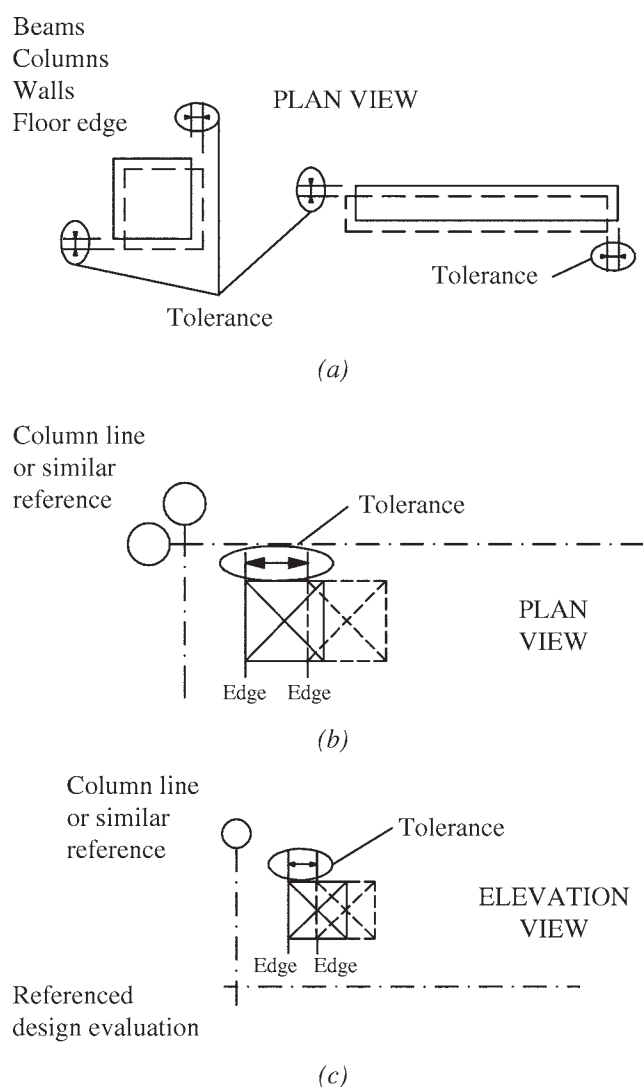 Beams
Columns
Walls
Floor edge
PLAN VIEW
Tolerance
Tolerance
(a)
Column line
or similar
reference
Tolerance
PLAN
VIEW
Edge Edge
(b)
Column line
or similar
reference
Tolerance
ELEVATION
VIEW
Edge Edge
Referenced
design evaluation
(c)